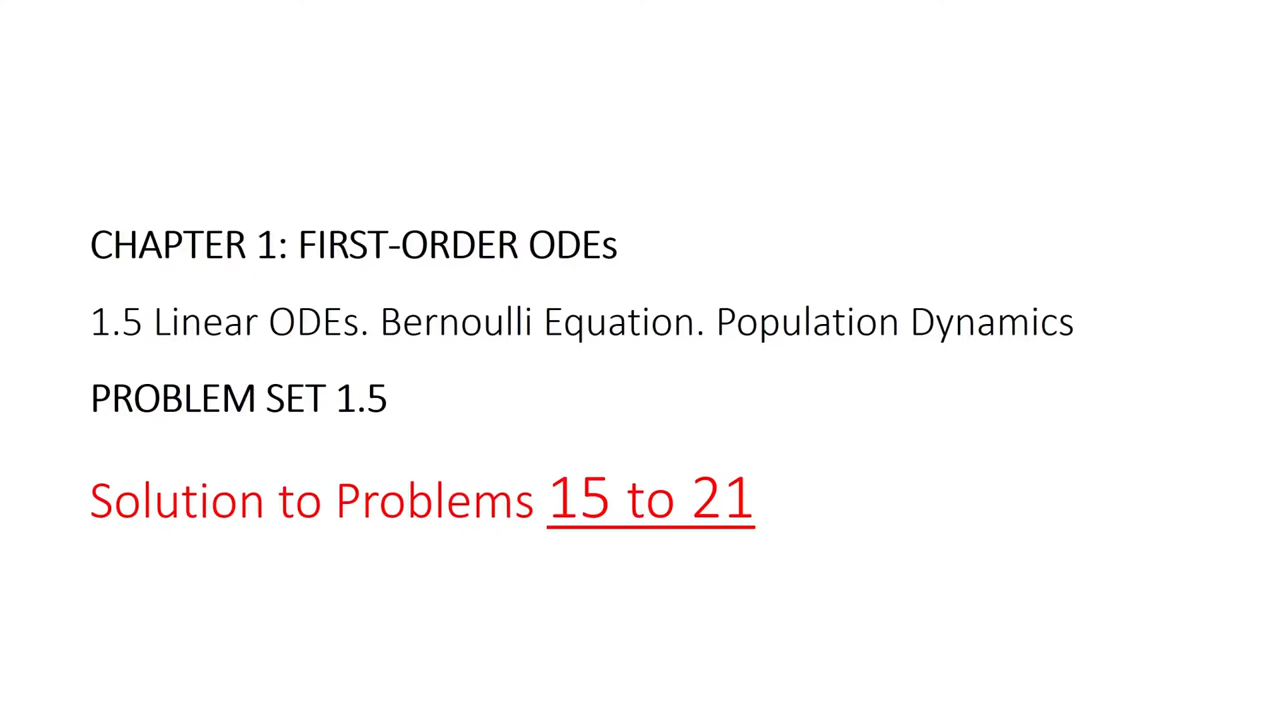 CHAPTER 1: FIRST-ORDER ODEs
1.5 Linear ODEs. Bernoulli Equation. Population Dynamics
PROBLEM SET 1.5
Solution to Problems 15 to 21